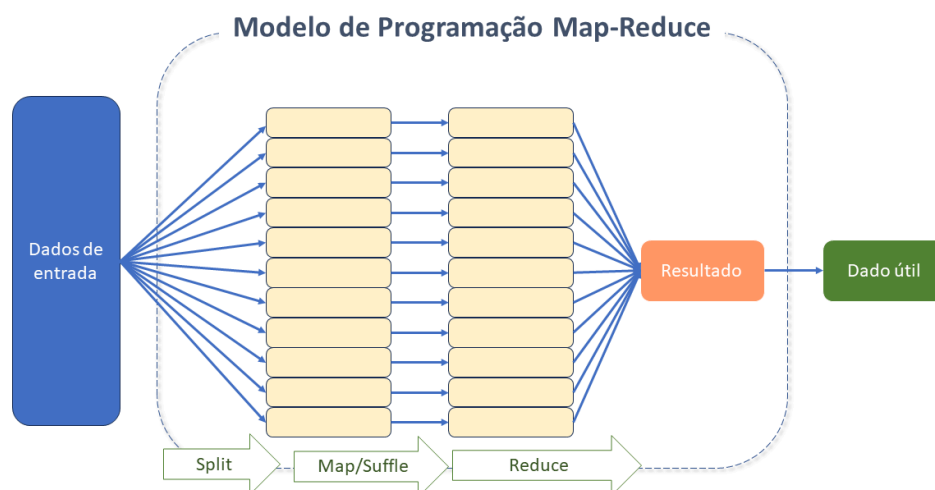 Modelo de Programação Map-Reduce
Dados de
entrada
Resultado
Dado útil
Split
Map/Suffle
Reduce